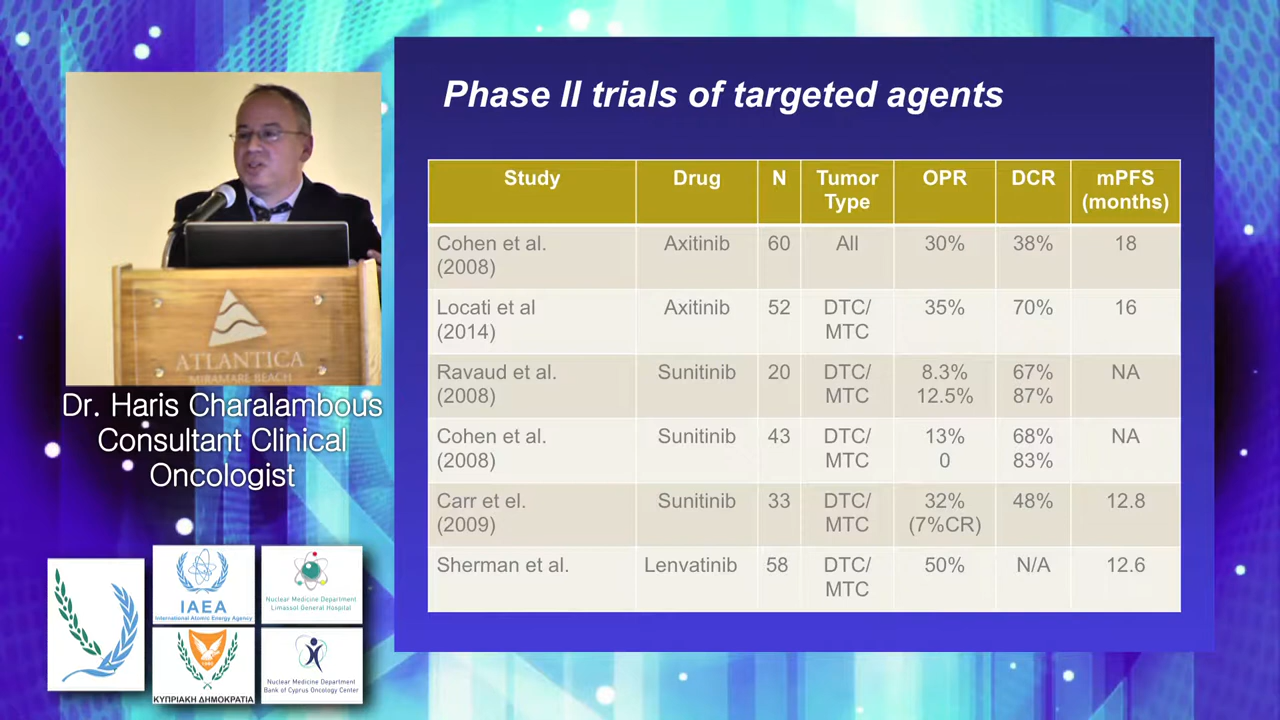 Phase II trials of targeted agents
Study Drug N Tumor Type OPR DCR mPFS (months)
Cohen et al. (2008) Axitinib 60 All 30% 38% 18
Locati et al (2014) Axitinib 52 DTC/ MTC 35% 70% 16
Ravaud et al. (2008) Sunitinib 20 DTC/ MTC 8.3% 12.5% 67% 87% NA
Cohen et al. (2008) Sunitinib 43 DTC/ MTC 13% 0 68% 83% NA
Carr et el. (2009) Sunitinib 33 DTC/ MTC 32% (7%CR) 48% 12.8
Sherman et al. Lenvatinib 58 DTC/ MTC 50% N/A 12.6
ATLANTICA
MIRAMARE BEACH
Dr. Haris Charalambous
Consultant Clinical
Oncologist
IAEA
International Atomic Energy Agency
Nuclear Medicine Department
Limassol General Hospital
ΚΥΠΡΙΑΚΗ ΔΗΜΟΚΡΑΤΙΑ
Nuclear Medicine Department
Bank of Cyprus Oncology Center